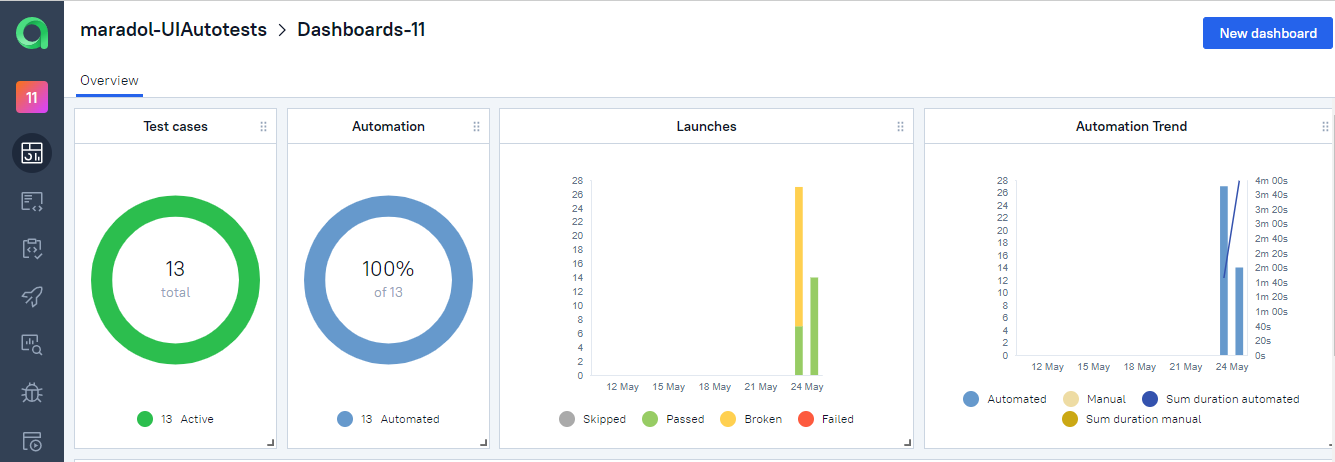 maradol-UIAutotests > Dashboards-11
New dashboard
Overview
11
Test cases
13
total
13 Active
Automation
100%
of 13
13 Automated
Launches
28
26
24
22
20
18
16
14
12
10
8
6
4
2
0
12 May 15 May 18 May 21 May 24 May
Skipped Passed Broken Failed
Automation Trend
28
26
24
22
20
18
16
14
12
10
8
6
4
2
0
4m 00s
3m 40s
3m 20s
3m 00s
2m 40s
2m 20s
2m 00s
1m 40s
1m 20s
1m 00s
40s
20s
0s
12 May 15 May 18 May 21 May 24 May
Automated Manual Sum duration automated
Sum duration manual